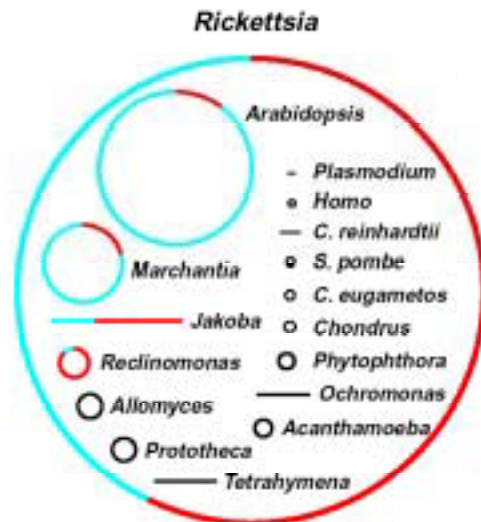 Rickettsia
Arabidopsis
Plasmodium
Homo
C. reinhardtii
Marchantia
S. pombe
C. eugametos
Jakoba
Chondrus
Reclinomonas
Phytophthora
Allomyces
Ochromonas
Acanthamoeba
Prototheca
Tetrahymena